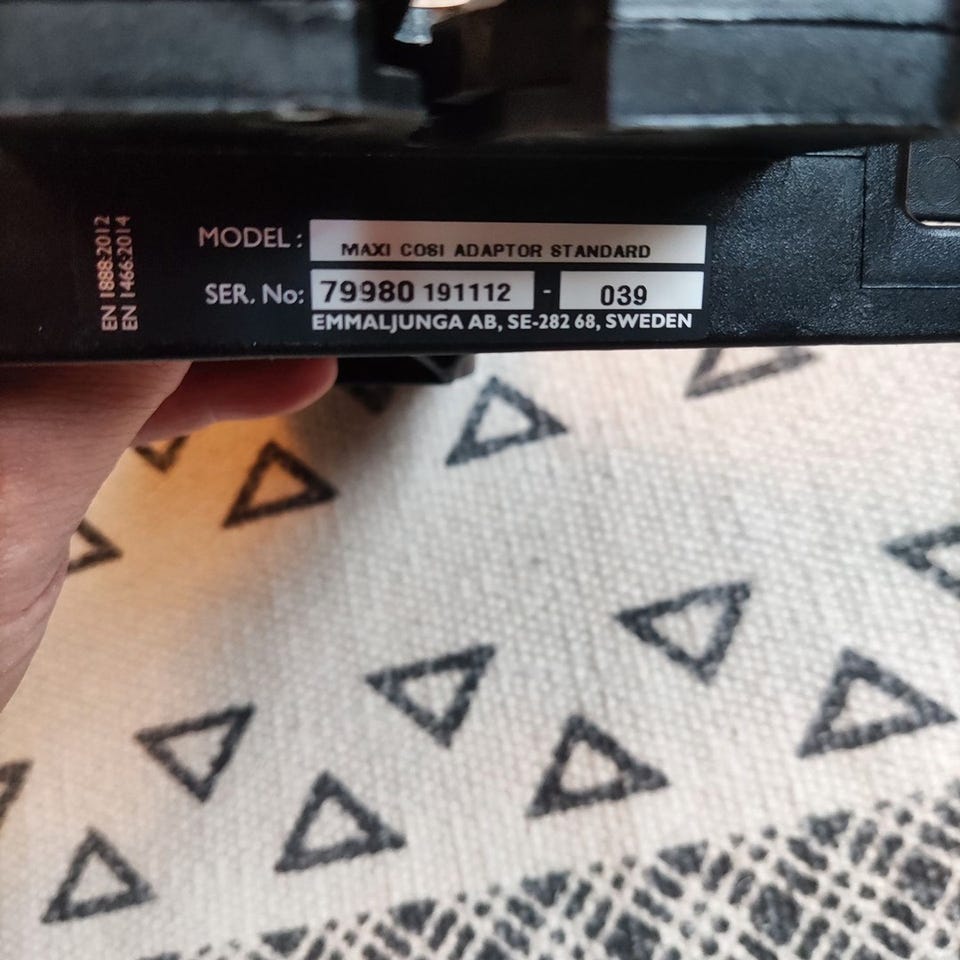 MODEL: MAXI COSI ADAPTOR STANDARD
SER. No: 79980 191112 - 039
EMMALJUNGA AB, SE-282 68, SWEDEN
EN 1888:2012
EN 1466:2014